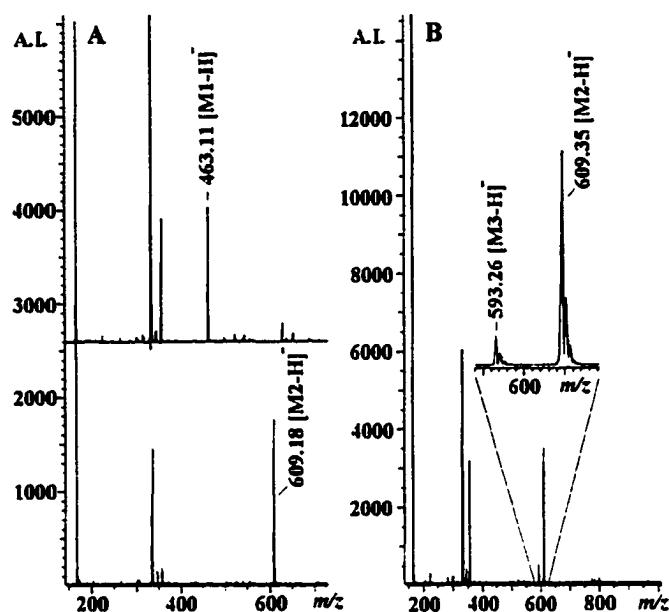 A.I. A
463.11 [M1-H]⁻
5000
4000
3000
2000
1000
609.18 [M2-H]⁻
200 400 600 m/z
A.I. B
12000
10000
8000
6000
4000
2000
593.26 [M3-H]⁻
609.35 [M2-H]⁻
600 m/z
400 600 800 m/z